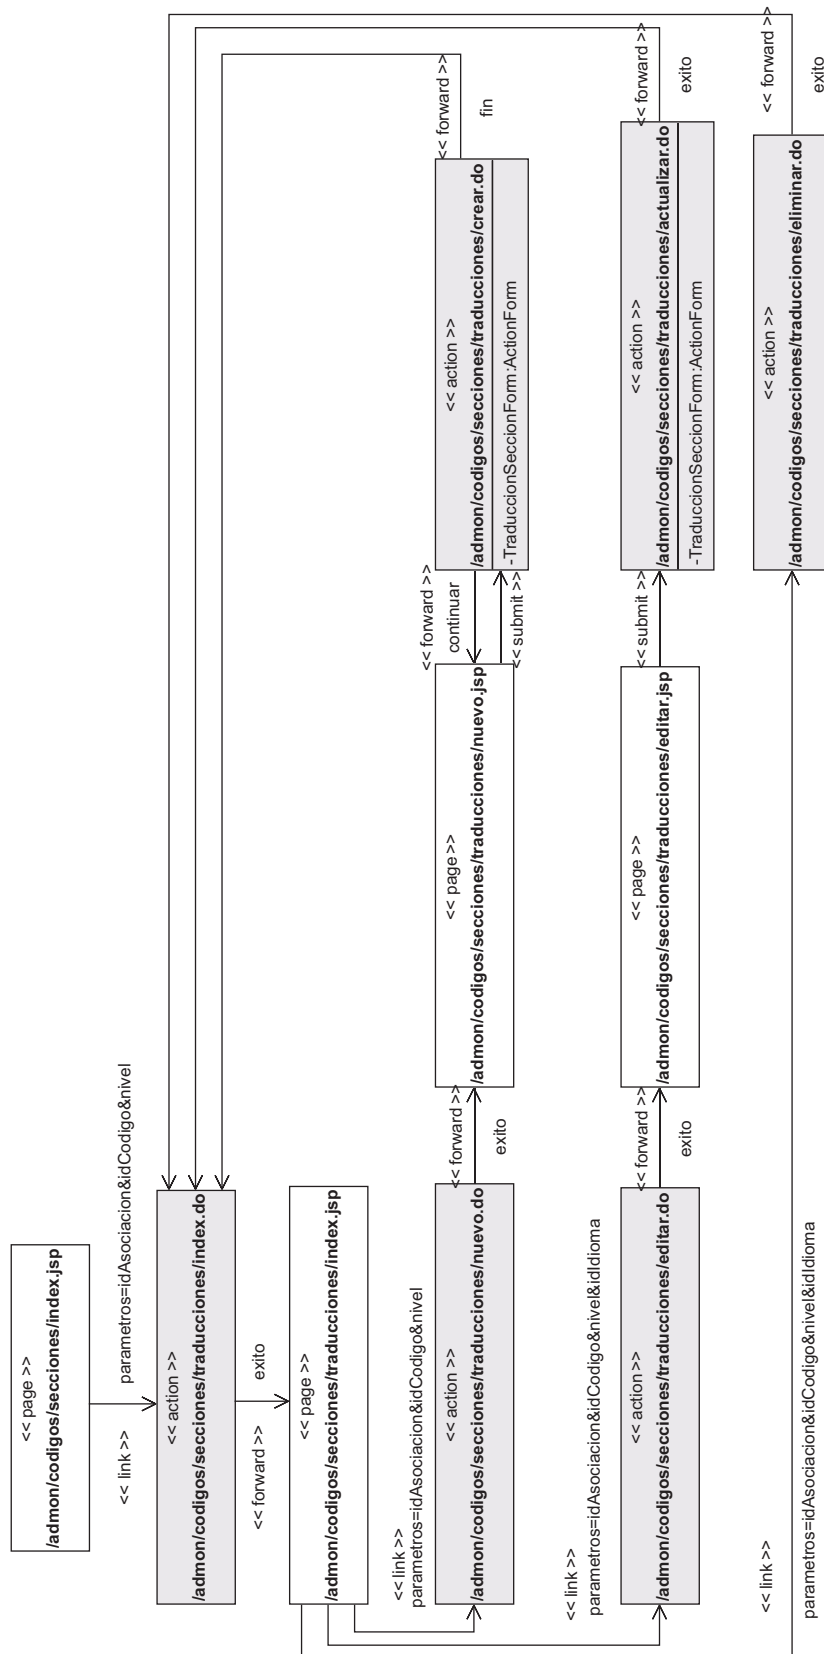 << page >>
/admon/codigos/secciones/index.jsp
<< link >>
parametros=idAsociacion&idCodigo&nivel
<< action >>
/admon/codigos/secciones/traducciones/index.do
<< forward >>
exito
<< page >>
/admon/codigos/secciones/traducciones/index.jsp
<< link >>
parametros=idAsociacion&idCodigo&nivel
<< action >>
/admon/codigos/secciones/traducciones/nuevo.do
<< forward >>
exito
<< page >>
/admon/codigos/secciones/traducciones/nuevo.jsp
<< forward >>
continuar
<< submit >>
<< action >>
/admon/codigos/secciones/traducciones/crear.do
-TraduccionSeccionForm:ActionForm
<< forward >>
fin
<< link >>
parametros=idAsociacion&idCodigo&nivel&idIdioma
<< action >>
/admon/codigos/secciones/traducciones/editar.do
<< forward >>
exito
<< page >>
/admon/codigos/secciones/traducciones/editar.jsp
<< submit >>
<< action >>
/admon/codigos/secciones/traducciones/actualizar.do
-TraduccionSeccionForm:ActionForm
<< forward >>
exito
<< link >>
parametros=idAsociacion&idCodigo&nivel&idIdioma
<< action >>
/admon/codigos/secciones/traducciones/eliminar.do
<< forward >>
exito